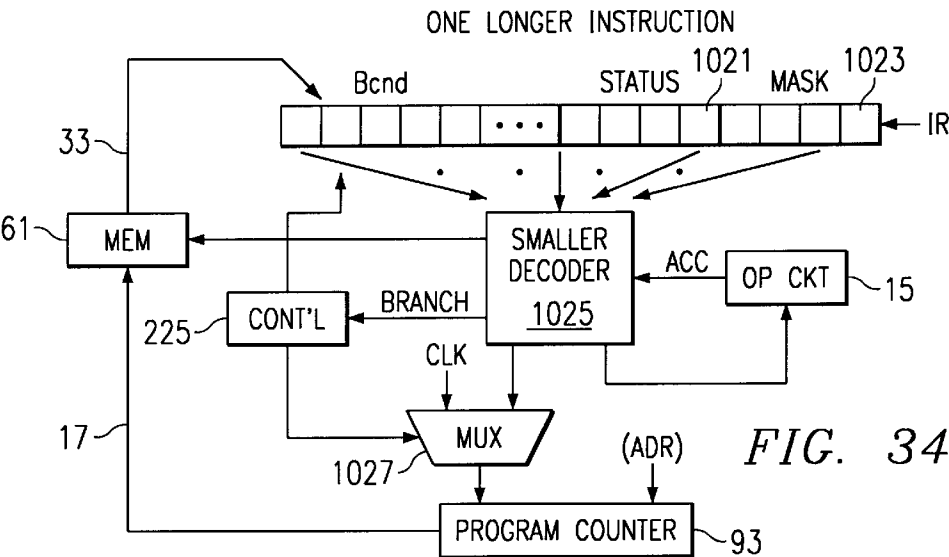 ONE LONGER INSTRUCTION
Bcnd STATUS 1021 MASK 1023
IR
33
61 MEM
SMALLER DECODER 1025
ACC
OP CKT 15
225 CONT'L
BRANCH
CLK
17
MUX
1027
(ADR)
FIG. 34
PROGRAM COUNTER 93